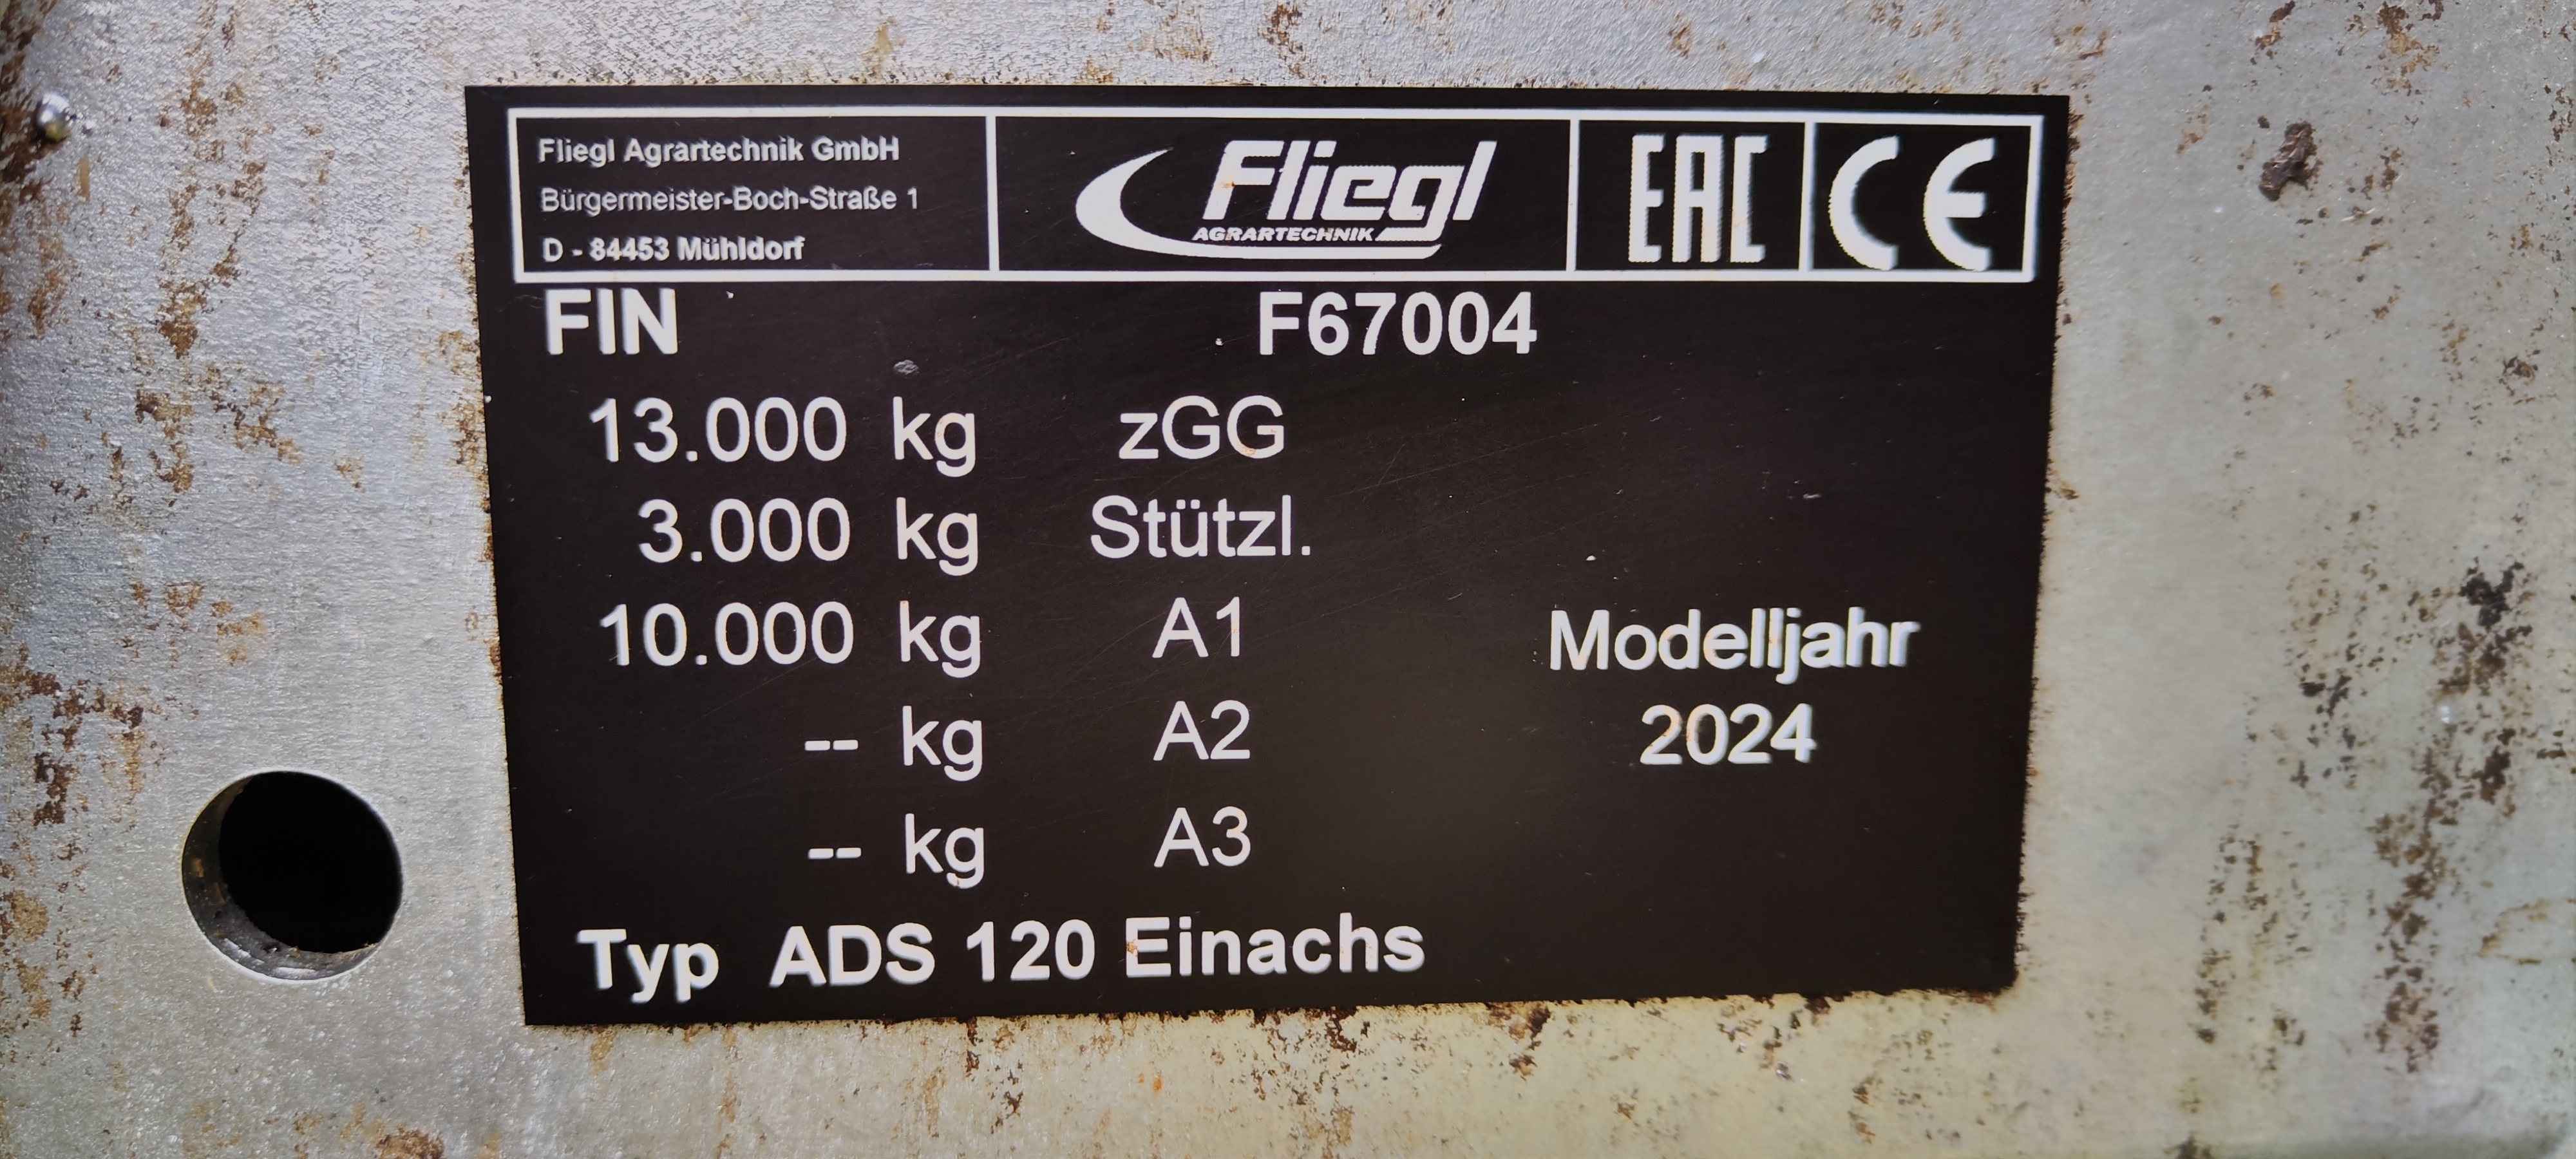 Fliegl Agrartechnik GmbH
Bürgermeister-Boch-Straße 1
D - 84453 Mühldorf
Fliegl
AGRARTECHNIK
EAC
CE
FIN F67004
13.000 kg zGG
3.000 kg Stützl.
10.000 kg A1
-- kg A2
-- kg A3
Modelljahr
2024
Typ ADS 120 Einachs